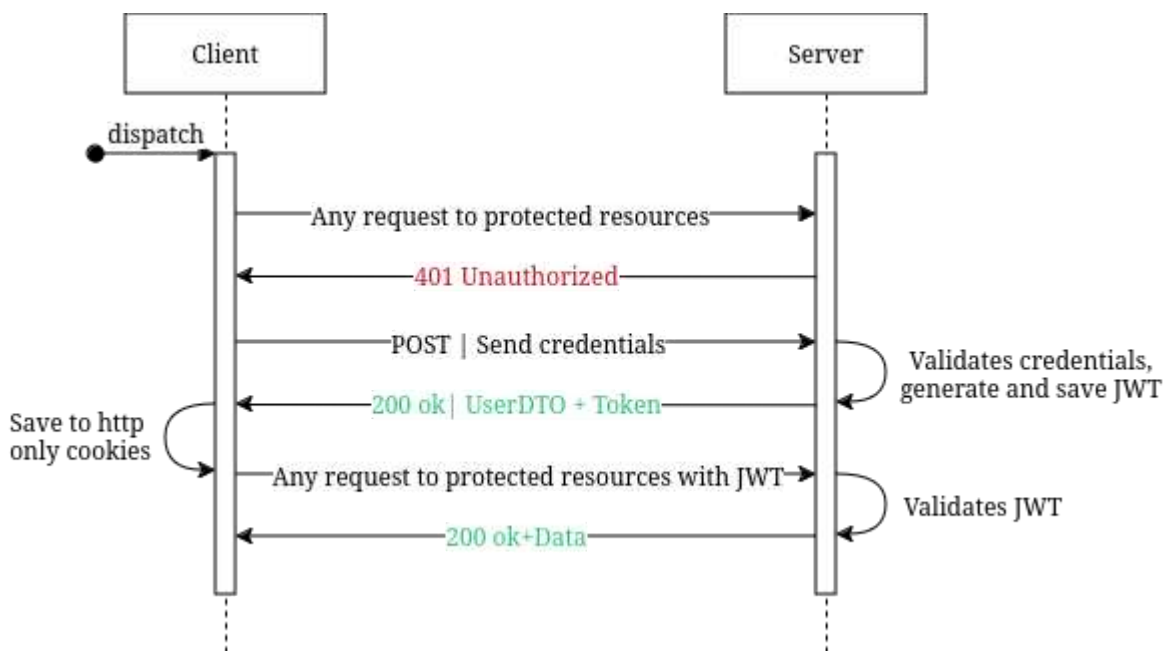 Client
Server
dispatch
Any request to protected resources
401 Unauthorized
POST | Send credentials
Validates credentials,
generate and save JWT
200 ok| UserDTO + Token
Save to http
only cookies
Any request to protected resources with JWT
Validates JWT
200 ok+Data